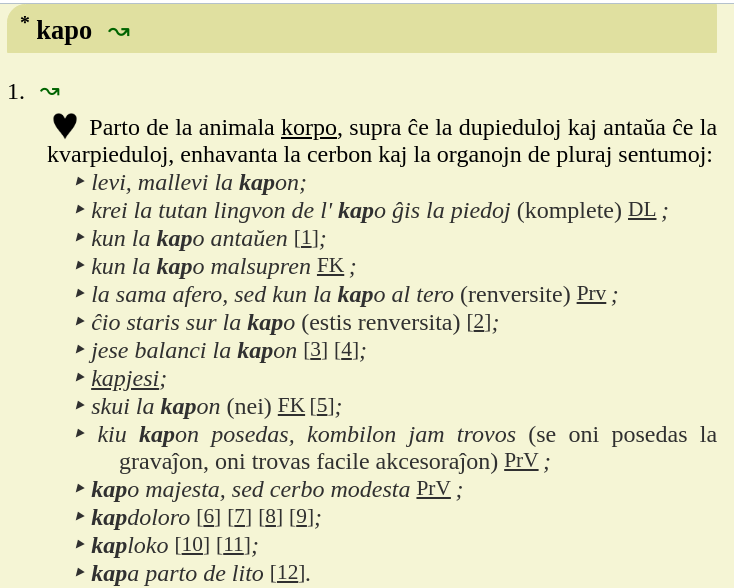 * kapo ↝
1. ↝
♥ Parto de la animala korpo, supra ĉe la dupieduloj kaj antaŭa ĉe la
kvarpieduloj, enhavanta la cerbon kaj la organojn de pluraj sentumoj:
‣ levi, mallevi la kapon;
‣ krei la tutan lingvon de l' kapo ĝis la piedoj (komplete) DL ;
‣ kun la kapo antaŭen [1];
‣ kun la kapo malsupren FK ;
‣ la sama afero, sed kun la kapo al tero (renversite) Prv ;
‣ ĉio staris sur la kapo (estis renversita) [2];
‣ jese balanci la kapon [3] [4];
‣ kapjesi;
‣ skui la kapon (nei) FK [5];
‣ kiu kapon posedas, kombilon jam trovos (se oni posedas la
gravaĵon, oni trovas facile akcesoraĵon) PrV ;
‣ kapo majesta, sed cerbo modesta PrV ;
‣ kapdoloro [6] [7] [8] [9];
‣ kaploko [10] [11];
‣ kapa parto de lito [12].